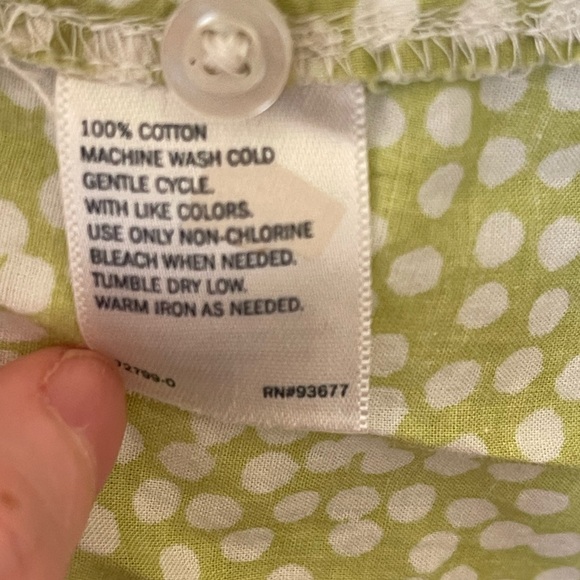 100% COTTON
MACHINE WASH COLD
GENTLE CYCLE.
WITH LIKE COLORS.
USE ONLY NON-CHLORINE
BLEACH WHEN NEEDED.
TUMBLE DRY LOW.
WARM IRON AS NEEDED.
RN#93677